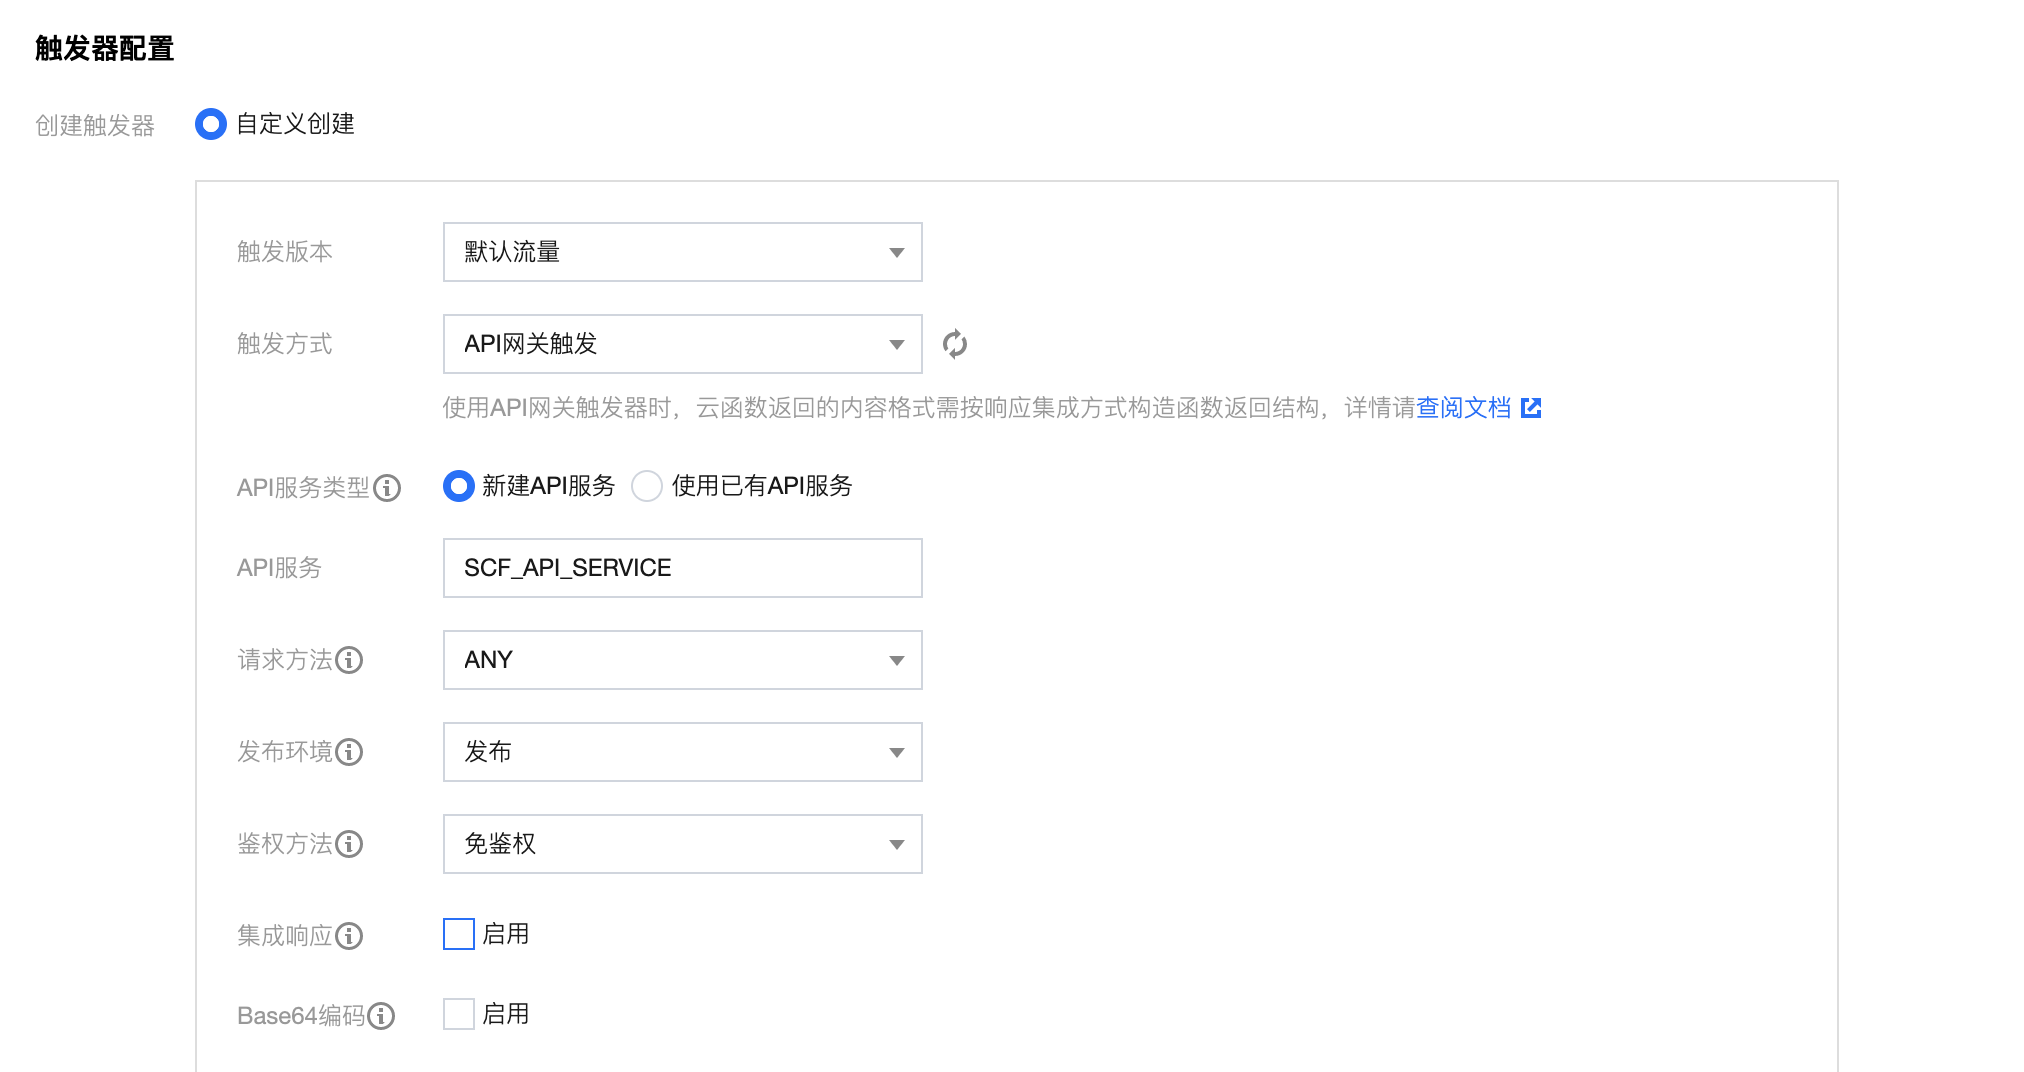 触发器配置
创建触发器 自定义创建
触发版本 默认流量
触发方式 API网关触发
使用API网关触发器时，云函数返回的内容格式需按响应集成方式构造函数返回结构，详情请查阅文档
API服务类型 新建API服务 使用已有API服务
API服务 SCF_API_SERVICE
请求方法 ANY
发布环境 发布
鉴权方法 免鉴权
集成响应 启用
Base64编码 启用